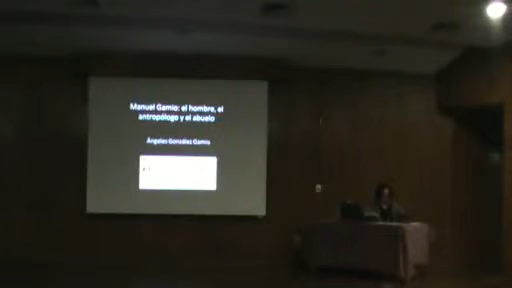 Manuel Gamio: el hombre, el
antropólogo y el abuelo
Ángeles González Gamio